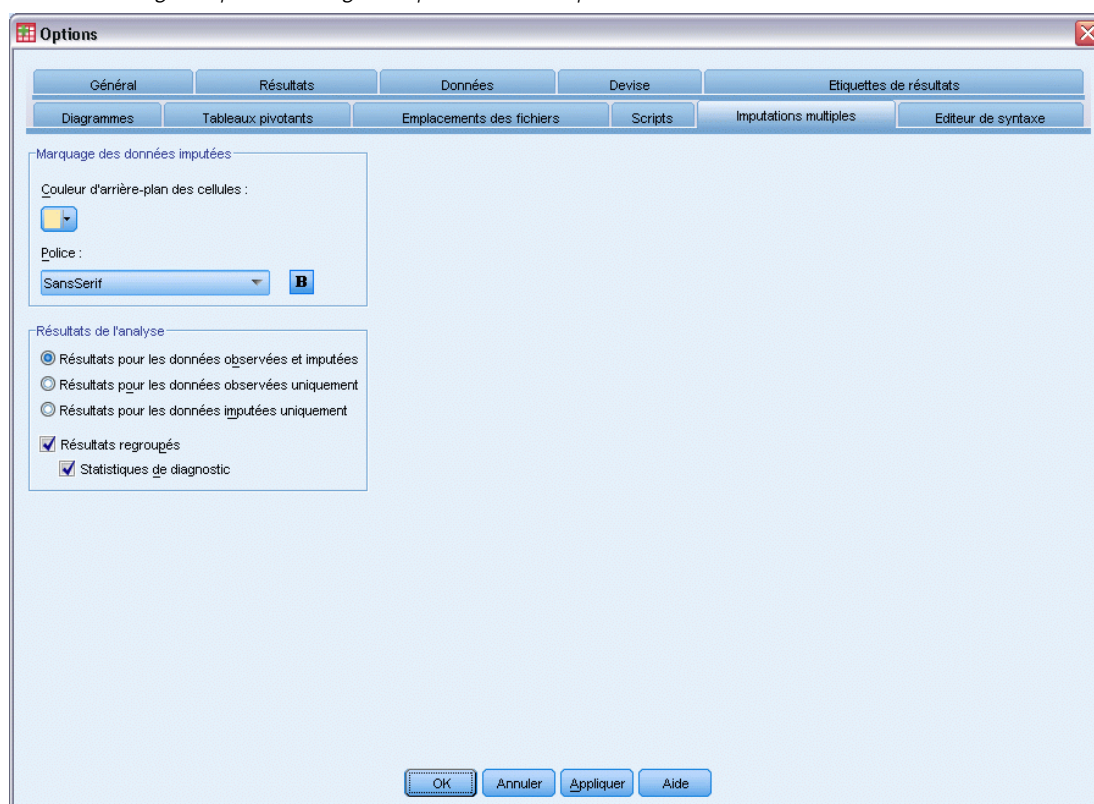 Options
Général Résultats Données Devise Etiquettes de résultats
Diagrammes Tableaux pivotants Emplacements des fichiers Scripts Imputations multiples Editeur de syntaxe
Marquage des données imputées
Couleur d'arrière-plan des cellules :
Police :
SansSerif B
Résultats de l'analyse
Résultats pour les données observées et imputées
Résultats pour les données observées uniquement
Résultats pour les données imputées uniquement
Résultats regroupés
Statistiques de diagnostic
OK Annuler Appliquer Aide